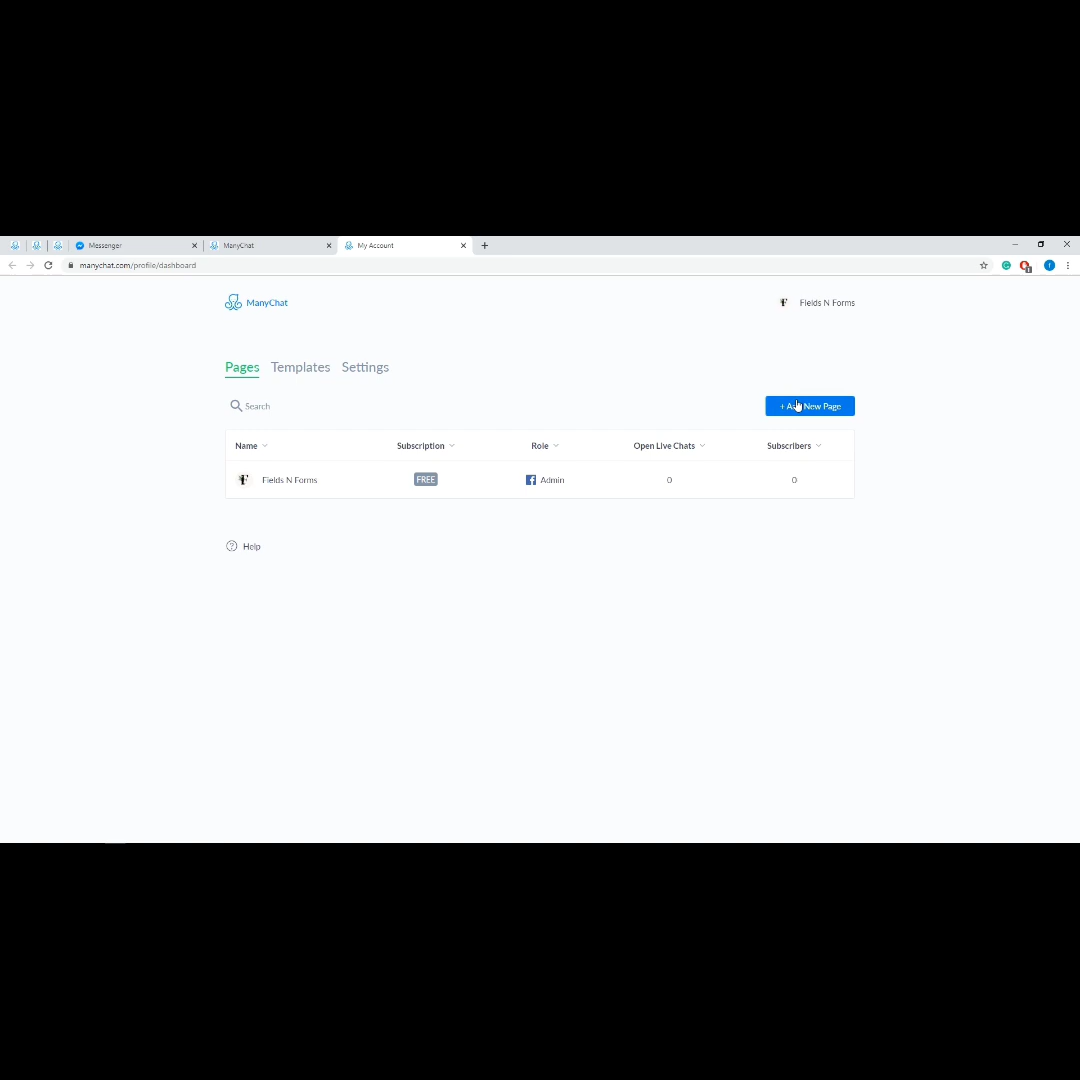 Messenger
ManyChat
My Account
manychat.com/profile/dashboard
ManyChat
Fields N Forms
Pages Templates Settings
Search
New Page
Name Subscription Role Open Live Chats Subscribers
Fields N Forms FREE Admin 0 0
Help